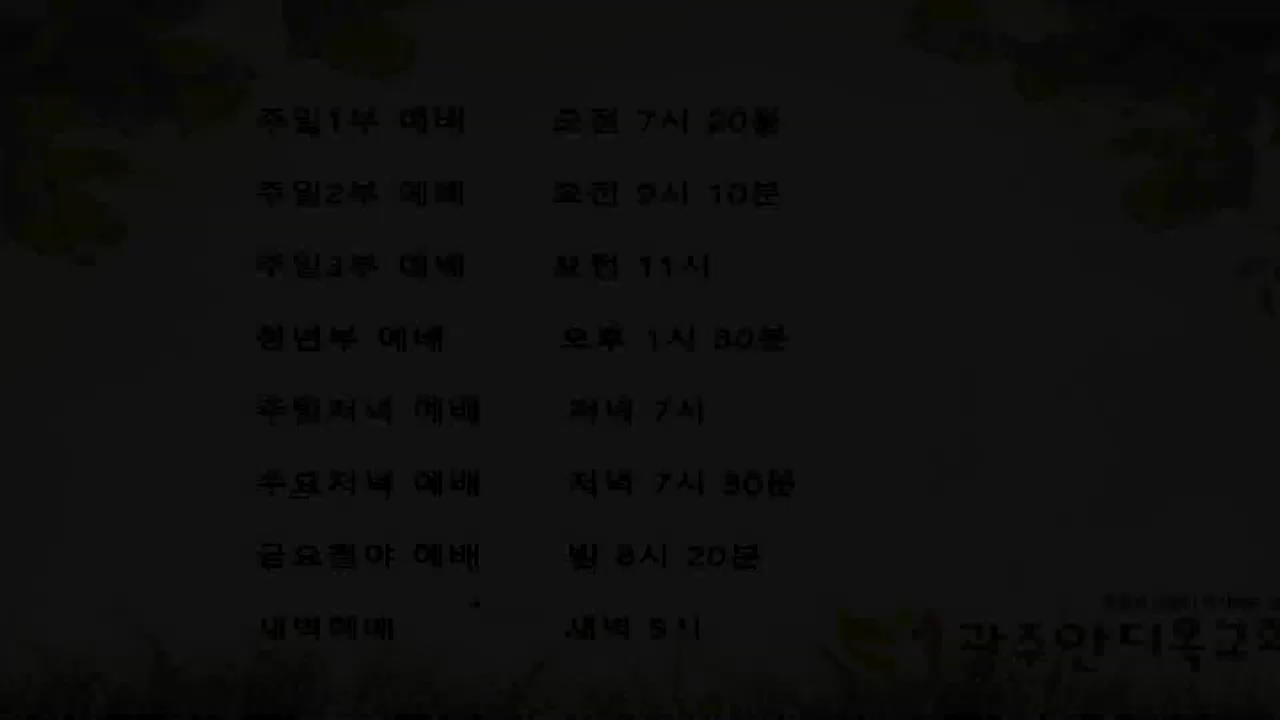 주일1부 예배 오전 7시 20분
주일2부 예배 오전 9시 10분
주일3부 예배 오전 11시
청년부 예배 오후 1시 30분
주일저녁 예배 저녁 7시
수요저녁 예배 저녁 7시 30분
금요철야 예배 밤 8시 20분
새벽예배 새벽 5시
광주안디옥교회